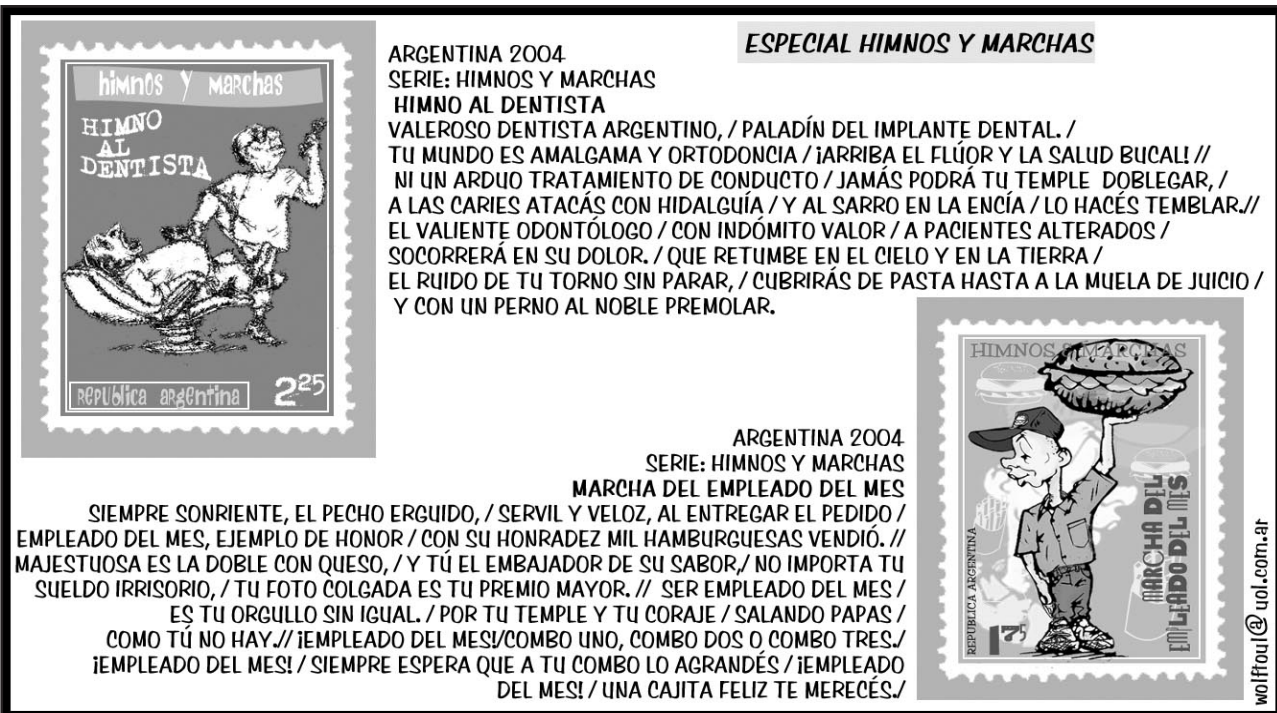 ESPECIAL HIMNOS Y MARCHAS
himnos y marchas
HIMNO
AL
DENTISTA
república argentina
2²⁵
ARGENTINA 2004
SERIE: HIMNOS Y MARCHAS
HIMNO AL DENTISTA
VALEROSO DENTISTA ARGENTINO, / PALADÍN DEL IMPLANTE DENTAL. /
TU MUNDO ES AMALGAMA Y ORTODONCIA / ¡ARRIBA EL FLÚOR Y LA SALUD BUCAL! //
NI UN ARDUO TRATAMIENTO DE CONDUCTO / JAMÁS PODRÁ TU TEMPLE DOBLEGAR, /
A LAS CARIES ATACÁS CON HIDALGUÍA / Y AL SARRO EN LA ENCÍA / LO HACÉS TEMBLAR.//
EL VALIENTE ODONTÓLOGO / CON INDÓMITO VALOR / A PACIENTES ALTERADOS /
SOCORRERÁ EN SU DOLOR. / QUE RETUMBE EN EL CIELO Y EN LA TIERRA /
EL RUIDO DE TU TORNO SIN PARAR, / CUBRIRÁS DE PASTA HASTA A LA MUELA DE JUICIO /
Y CON UN PERNO AL NOBLE PREMOLAR.
ARGENTINA 2004
SERIE: HIMNOS Y MARCHAS
MARCHA DEL EMPLEADO DEL MES
SIEMPRE SONRIENTE, EL PECHO ERGUIDO, / SERVIL Y VELOZ, AL ENTREGAR EL PEDIDO /
EMPLEADO DEL MES, EJEMPLO DE HONOR / CON SU HONRADEZ MIL HAMBURGUESAS VENDIÓ. //
MAJESTUOSA ES LA DOBLE CON QUESO, / Y TÚ EL EMBAJADOR DE SU SABOR,/ NO IMPORTA TU
SUELDO IRRISORIO, / TU FOTO COLGADA ES TU PREMIO MAYOR. // SER EMPLEADO DEL MES /
ES TU ORGULLO SIN IGUAL. / POR TU TEMPLE Y TU CORAJE / SALANDO PAPAS /
COMO TÚ NO HAY.// ¡EMPLEADO DEL MES!/COMBO UNO, COMBO DOS O COMBO TRES./
¡EMPLEADO DEL MES! / SIEMPRE ESPERA QUE A TU COMBO LO AGRANDÉS / ¡EMPLEADO
DEL MES! / UNA CAJITA FELIZ TE MERECÉS./
HIMNOS & MARCHAS
REPUBLICA ARGENTINA
1⁷⁵
MARCHA DEL
EMPLEADO DEL MES
wolffoul@uol.com.ar